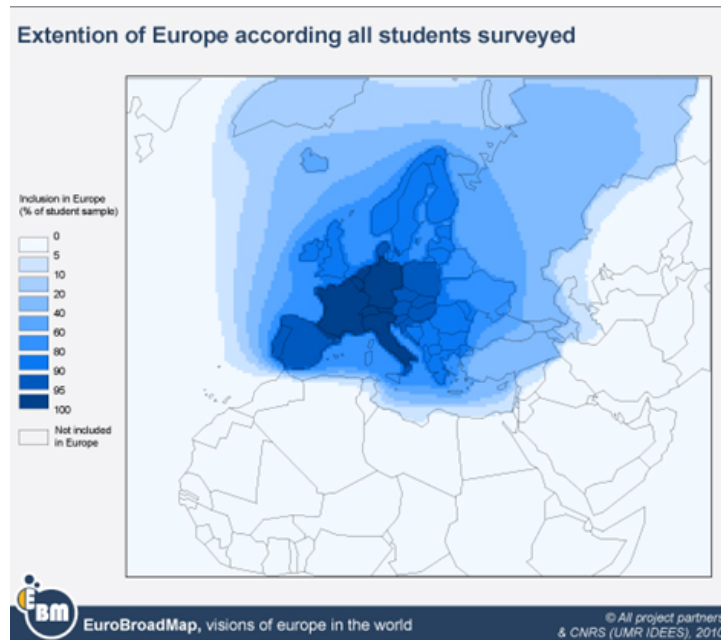 Extention of Europe according all students surveyed
Inclusion in Europe
(% of student sample)
0
5
10
20
40
60
80
90
95
100
Not included
in Europe
EBM
EuroBroadMap, visions of europe in the world
© All project partners
& CNRS (UMR IDEES),